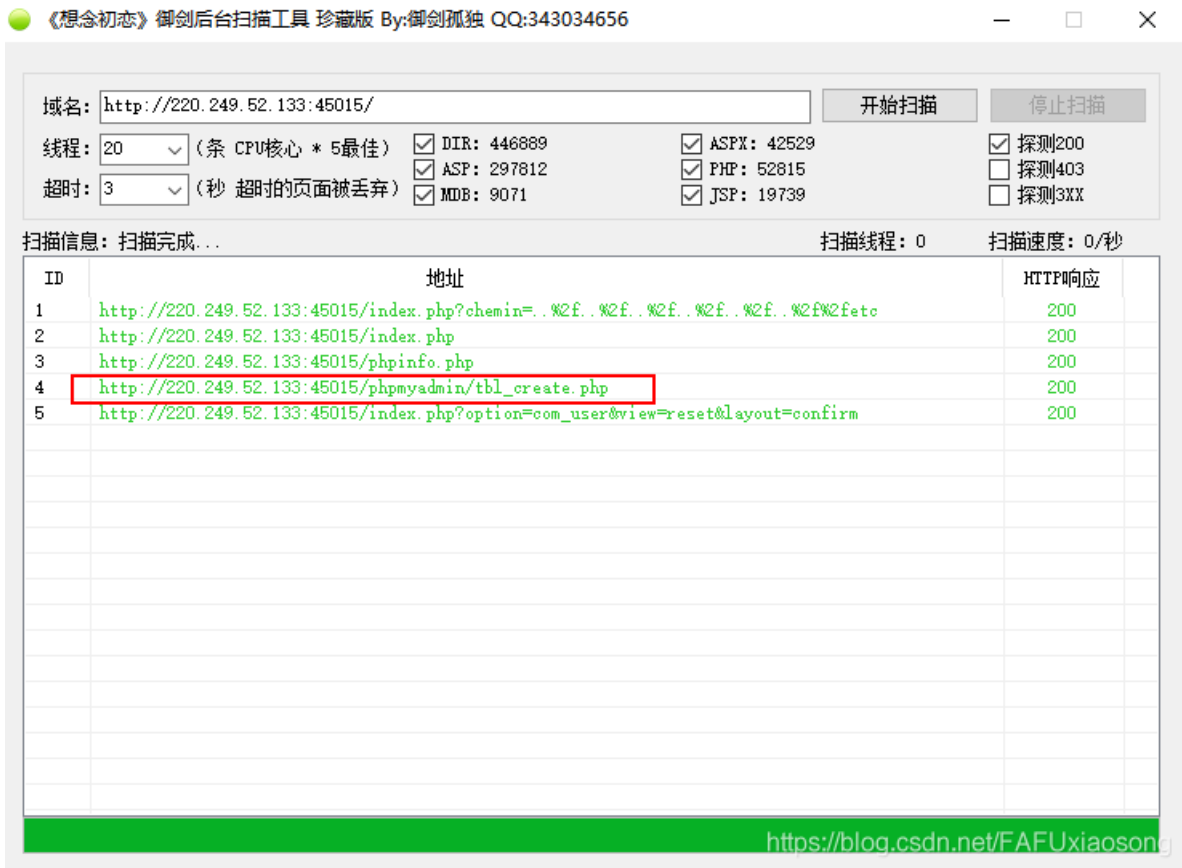 《想念初恋》御剑后台扫描工具 珍藏版 By:御剑孤独 QQ:343034656
域名: http://220.249.52.133:45015/ 开始扫描 停止扫描
线程: 20 (条 CPU核心 * 5最佳) DIR: 446889 ASPX: 42529 探测200
ASP: 297812 PHP: 52815 探测403
超时: 3 (秒 超时的页面被丢弃) MDB: 9071 JSP: 19739 探测3XX
扫描信息: 扫描完成... 扫描线程: 0 扫描速度: 0/秒
ID 地址 HTTP响应
1 http://220.249.52.133:45015/index.php?chemin=..%2f..%2f..%2f..%2f..%2f..%2f%2fetc 200
2 http://220.249.52.133:45015/index.php 200
3 http://220.249.52.133:45015/phpinfo.php 200
4 http://220.249.52.133:45015/phpmyadmin/tbl_create.php 200
5 http://220.249.52.133:45015/index.php?option=com_user&view=reset&layout=confirm 200
https://blog.csdn.net/FAFUxiaosong